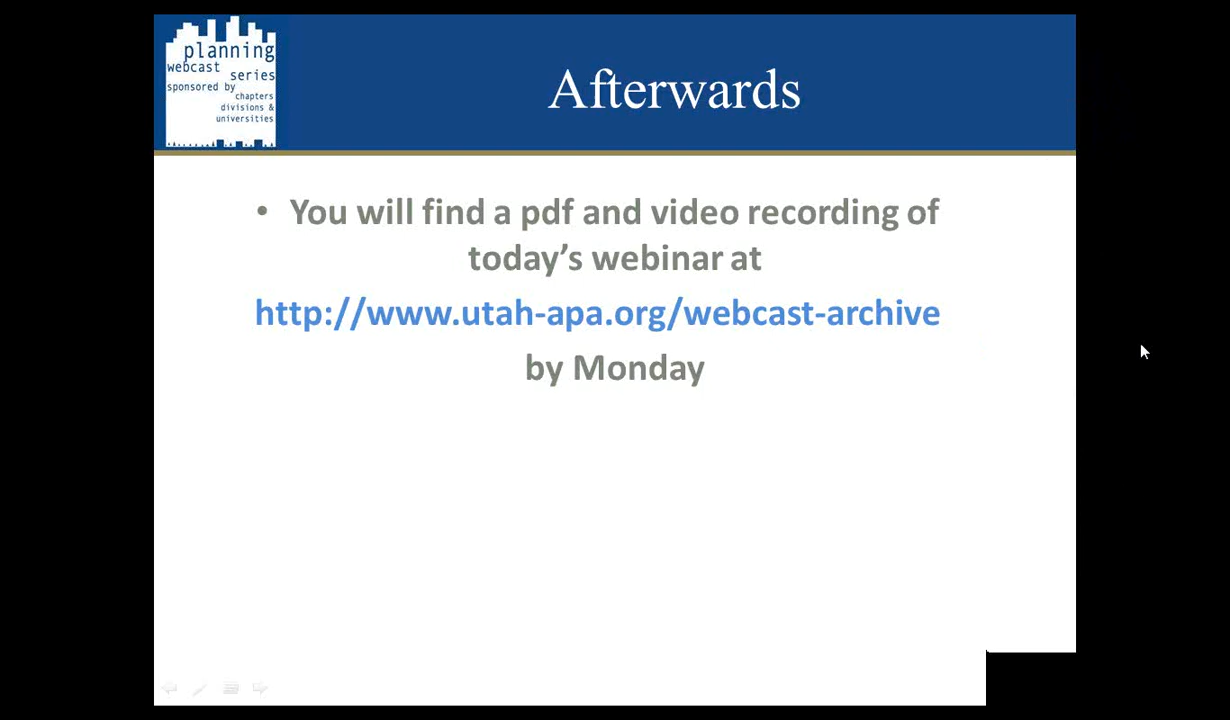 planning
webcast series
sponsored by
chapters
divisions &
universities
Afterwards
• You will find a pdf and video recording of
today’s webinar at
http://www.utah-apa.org/webcast-archive
by Monday